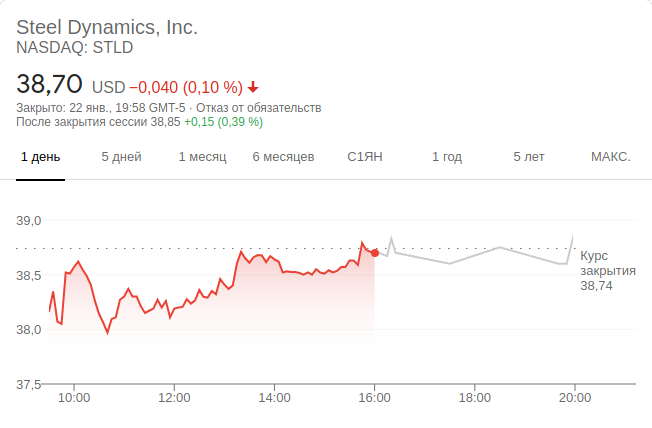 Steel Dynamics, Inc.
NASDAQ: STLD
38,70 USD −0,040 (0,10 %)
Закрыто: 22 янв., 19:58 GMT-5 · Отказ от обязательств
После закрытия сессии 38,85 +0,15 (0,39 %)
1 день 5 дней 1 месяц 6 месяцев С1ЯН 1 год 5 лет МАКС.
39,0
38,5
38,0
37,5
Курс
закрытия
38,74
10:00 12:00 14:00 16:00 18:00 20:00